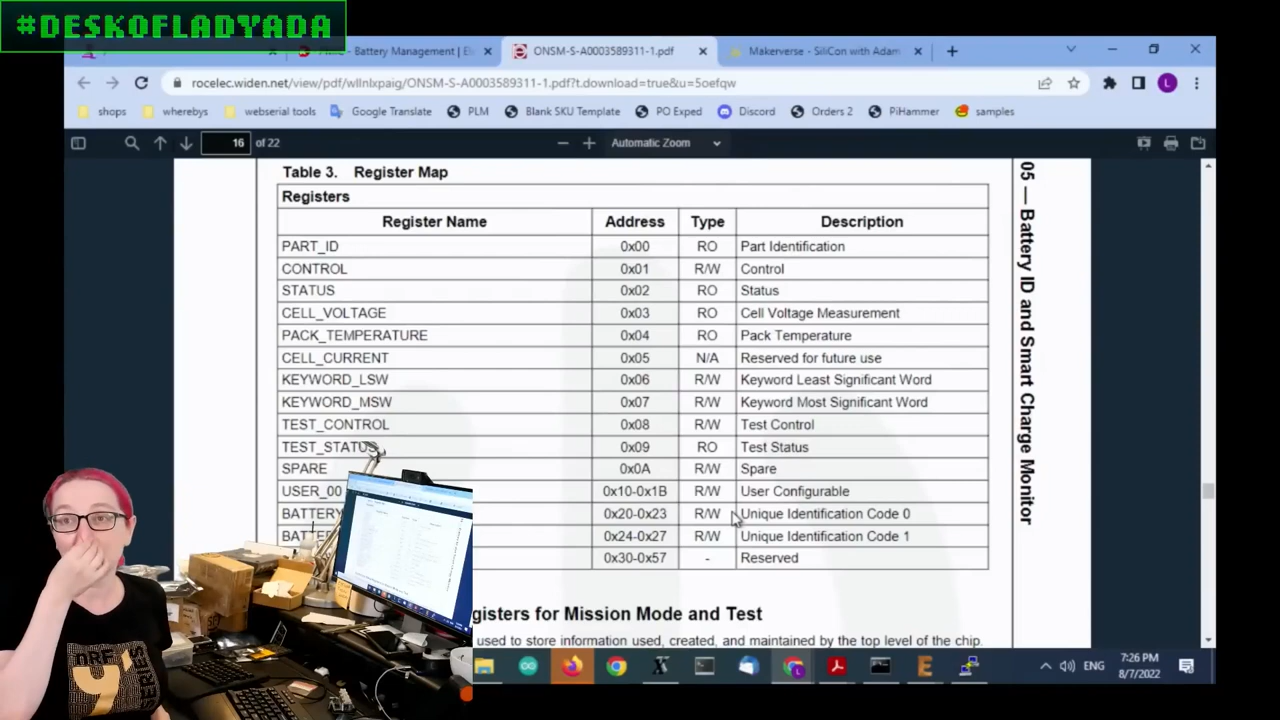 #DESKOFLADYADA
Battery Management | El
ONSM-S-A0003589311-1.pdf
Makerverse - SiliCon with Adam
rocelec.widen.net/view/pdf/wllnlxpaig/ONSM-S-A0003589311-1.pdf?t.download=true&u=5oefqw
shops wherebys webserial tools Google Translate PLM Blank SKU Template PO Exped Discord Orders 2 PiHammer samples
16 of 22 Automatic Zoom
Table 3. Register Map
Registers
Register Name Address Type Description
PART_ID 0x00 RO Part Identification
CONTROL 0x01 R/W Control
STATUS 0x02 RO Status
CELL_VOLTAGE 0x03 RO Cell Voltage Measurement
PACK_TEMPERATURE 0x04 RO Pack Temperature
CELL_CURRENT 0x05 N/A Reserved for future use
KEYWORD_LSW 0x06 R/W Keyword Least Significant Word
KEYWORD_MSW 0x07 R/W Keyword Most Significant Word
TEST_CONTROL 0x08 R/W Test Control
TEST_STATUS 0x09 RO Test Status
SPARE 0x0A R/W Spare
USER_00 0x10-0x1B R/W User Configurable
BATTERY 0x20-0x23 R/W Unique Identification Code 0
BATTE 0x24-0x27 R/W Unique Identification Code 1
0x30-0x57 - Reserved
egisters for Mission Mode and Test
used to store information used, created, and maintained by the top level of the chip.
05 — Battery ID and Smart Charge Monitor
ENG
7:26 PM
8/7/2022